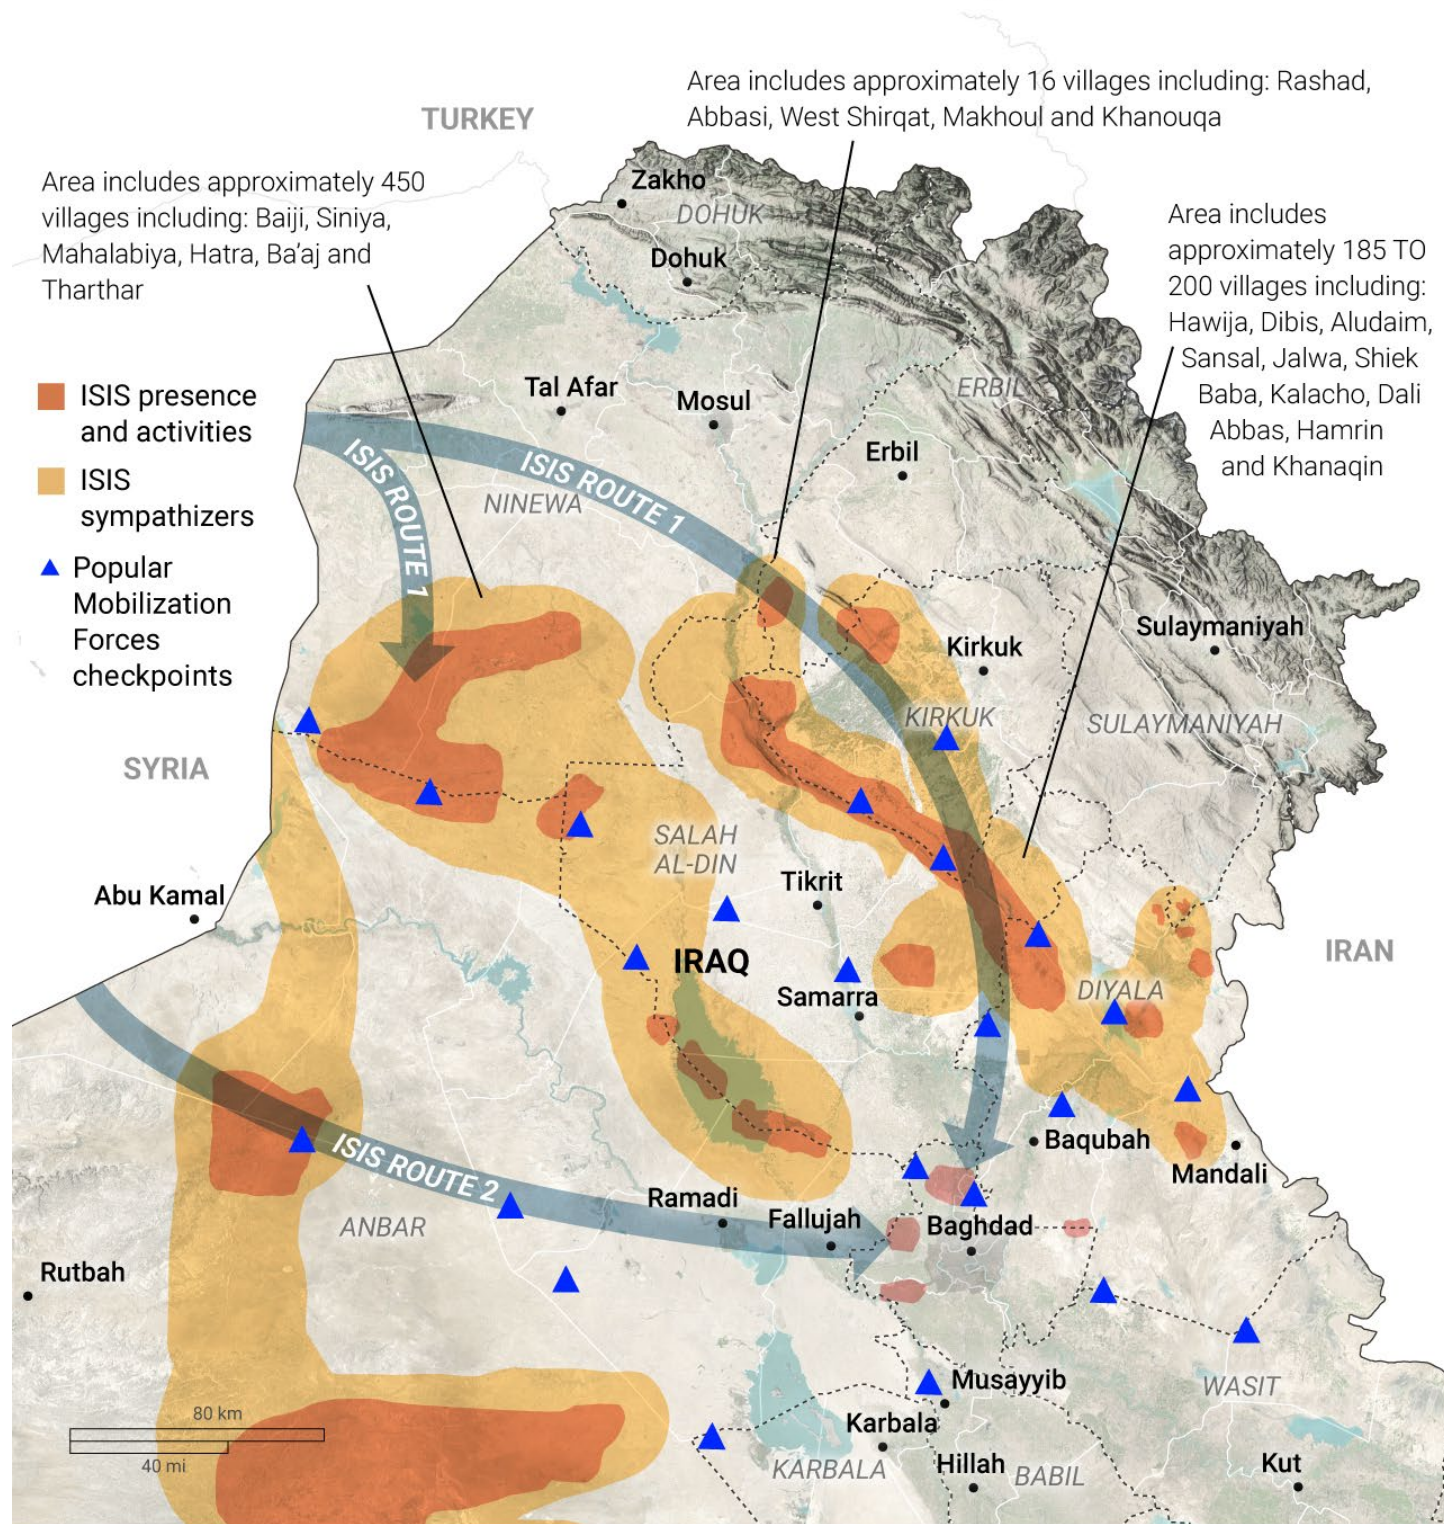 Area includes approximately 16 villages including: Rashad,
Abbasi, West Shirqat, Makhoul and Khanouqa
TURKEY
Area includes approximately 450
villages including: Baiji, Siniya,
Mahalabiya, Hatra, Ba'aj and
Tharthar
Zakho
DOHUK
Dohuk
Area includes
approximately 185 TO
200 villages including:
Hawija, Dibis, Aludaim,
Sansal, Jalwa, Shiek
Baba, Kalacho, Dali
Abbas, Hamrin
and Khanaqin
ISIS presence
and activities
ISIS
sympathizers
Popular
Mobilization
Forces
checkpoints
Tal Afar
Mosul
ERBIL
Erbil
ISIS ROUTE 1
ISIS ROUTE 1
NINEWA
Kirkuk
Sulaymaniyah
KIRKUK
SULAYMANIYAH
SYRIA
SALAH
AL-DIN
Tikrit
Abu Kamal
IRAQ
IRAN
Samarra
DIYALA
ISIS ROUTE 2
Baqubah
Mandali
Ramadi
Fallujah
Baghdad
ANBAR
Rutbah
Musayyib
WASIT
80 km
40 mi
Karbala
KARBALA
Hillah
BABIL
Kut